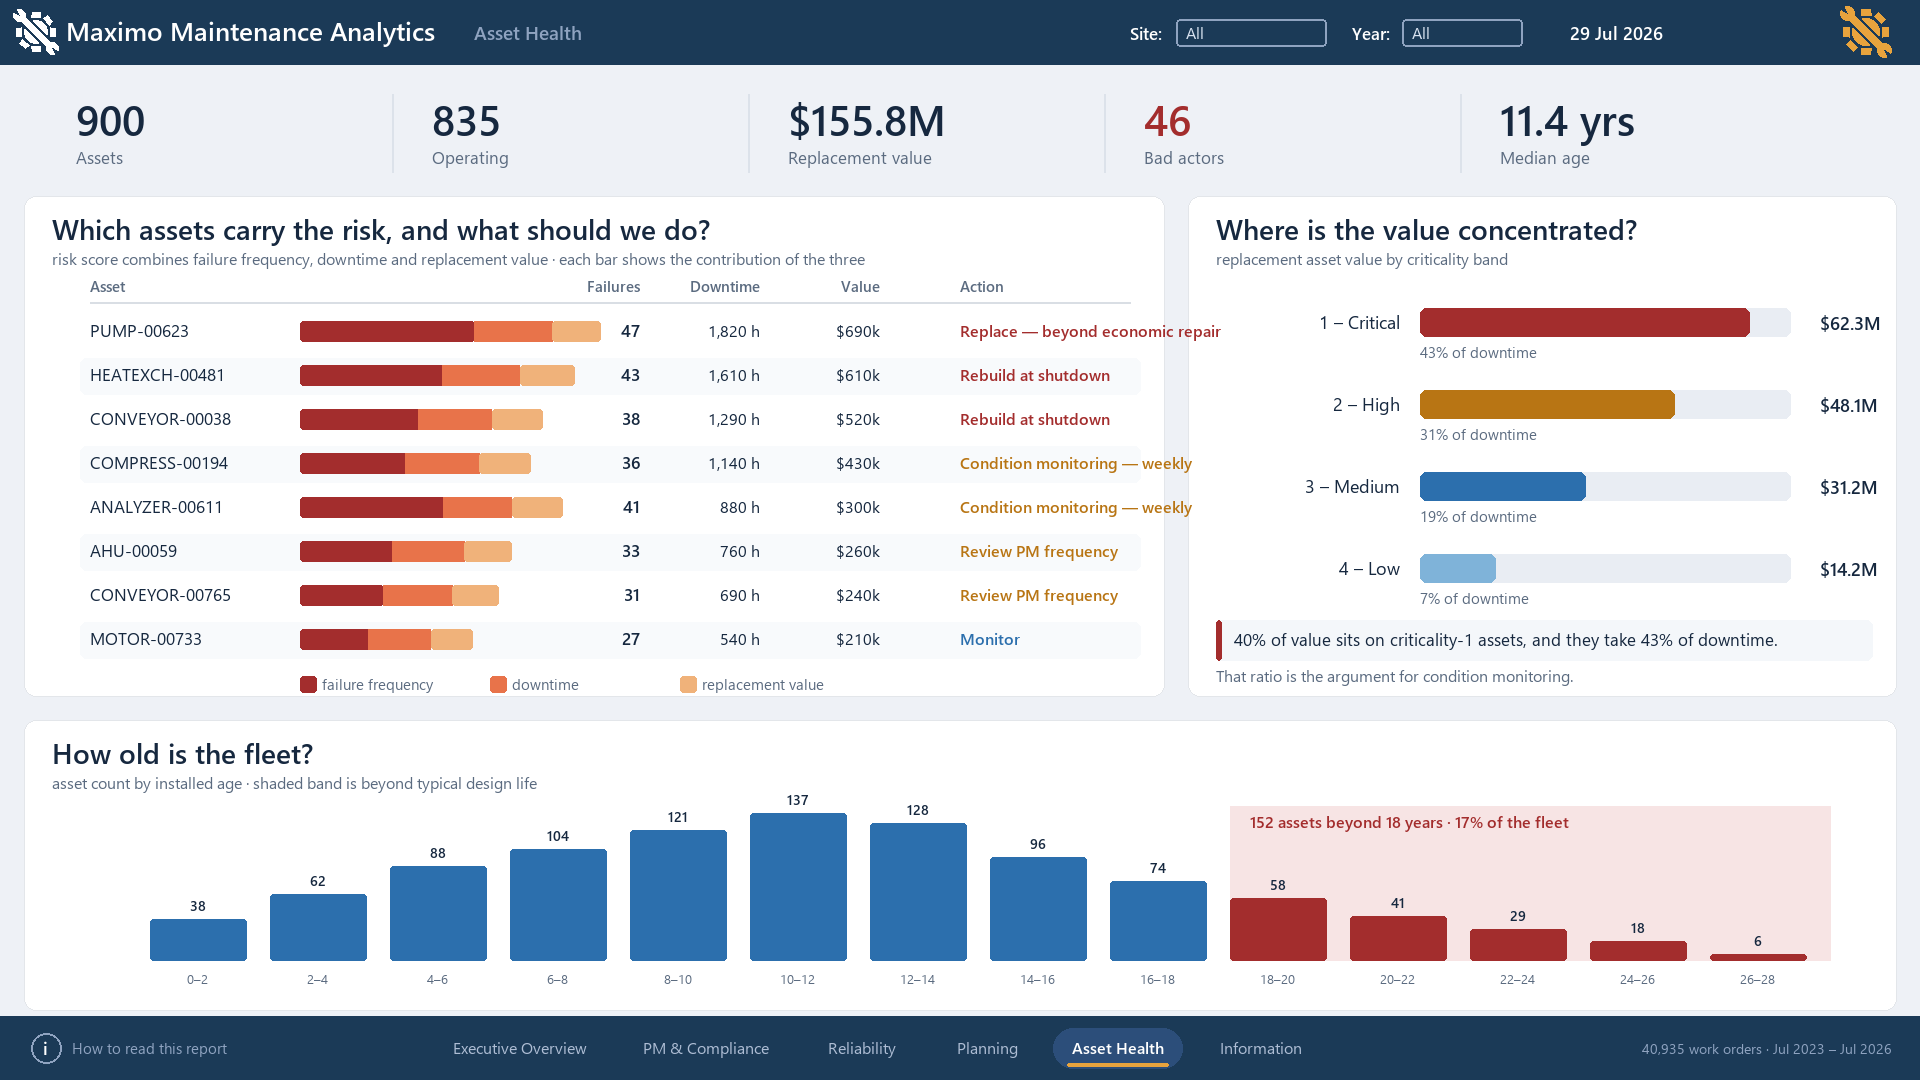 Maximo Maintenance Analytics Asset Health Site: All Year: All 29 Jul 2026
900 835 $155.8M 46 11.4 yrs
Assets Operating Replacement value Bad actors Median age
Which assets carry the risk, and what should we do?
risk score combines failure frequency, downtime and replacement value · each bar shows the contribution of the three
Asset Failures Downtime Value Action
PUMP-00623 47 1,820 h $690k Replace — beyond economic repair
HEATEXCH-00481 43 1,610 h $610k Rebuild at shutdown
CONVEYOR-00038 38 1,290 h $520k Rebuild at shutdown
COMPRESS-00194 36 1,140 h $430k Condition monitoring — weekly
ANALYZER-00611 41 880 h $300k Condition monitoring — weekly
AHU-00059 33 760 h $260k Review PM frequency
CONVEYOR-00765 31 690 h $240k Review PM frequency
MOTOR-00733 27 540 h $210k Monitor
failure frequency downtime replacement value
Where is the value concentrated?
replacement asset value by criticality band
1 – Critical $62.3M
43% of downtime
2 – High $48.1M
31% of downtime
3 – Medium $31.2M
19% of downtime
4 – Low $14.2M
7% of downtime
40% of value sits on criticality-1 assets, and they take 43% of downtime.
That ratio is the argument for condition monitoring.
How old is the fleet?
asset count by installed age · shaded band is beyond typical design life
152 assets beyond 18 years · 17% of the fleet
38 62 88 104 121 137 128 96 74 58 41 29 18 6
0–2 2–4 4–6 6–8 8–10 10–12 12–14 14–16 16–18 18–20 20–22 22–24 24–26 26–28
i How to read this report Executive Overview PM & Compliance Reliability Planning Asset Health Information 40,935 work orders · Jul 2023 – Jul 2026